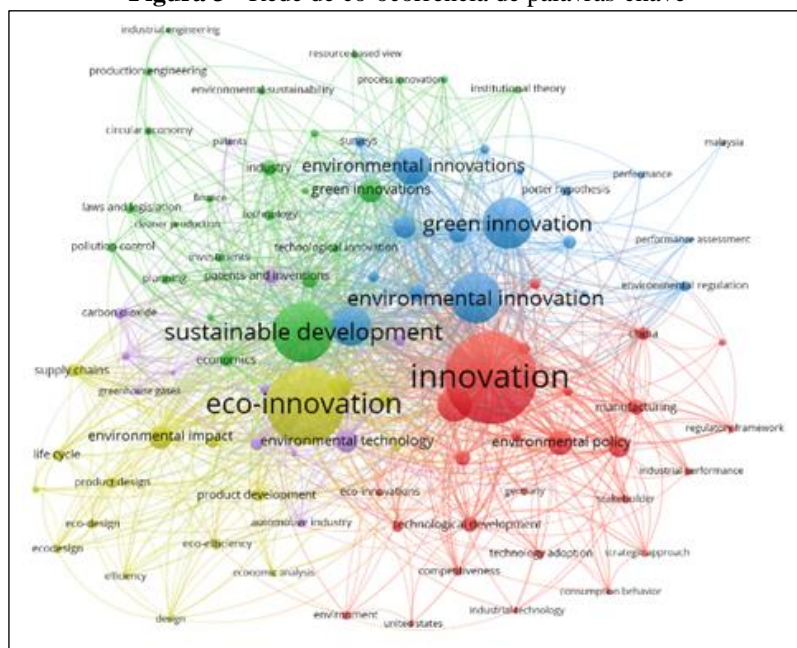 Figura 3 - Rede de co-ocorrência de palavras-chave
industrial engineering
resource-based view
production engineering
process innovation
environmental sustainability
institutional theory
circular economy
patents
surveys
malaysia
industry
environmental innovations
performance
green innovations
porter hypothesis
finance
laws and legislation
technology
green innovation
cleaner production
performance assessment
pollution control
technological innovation
investments
planning
patents and inventions
environmental regulation
environmental innovation
carbon dioxide
sustainable development
china
economics
supply chains
innovation
greenhouse gases
eco-innovation
manufacturing
regulatory framework
environmental impact
environmental technology
environmental policy
life cycle
industrial performance
product design
product development
eco-innovations
germany
stakeholder
eco-design
automotive industry
technological development
eco-efficiency
ecodesign
technology adoption
strategic approach
efficiency
economic analysis
competitiveness
consumption behavior
design
environment
industrial technology
united states